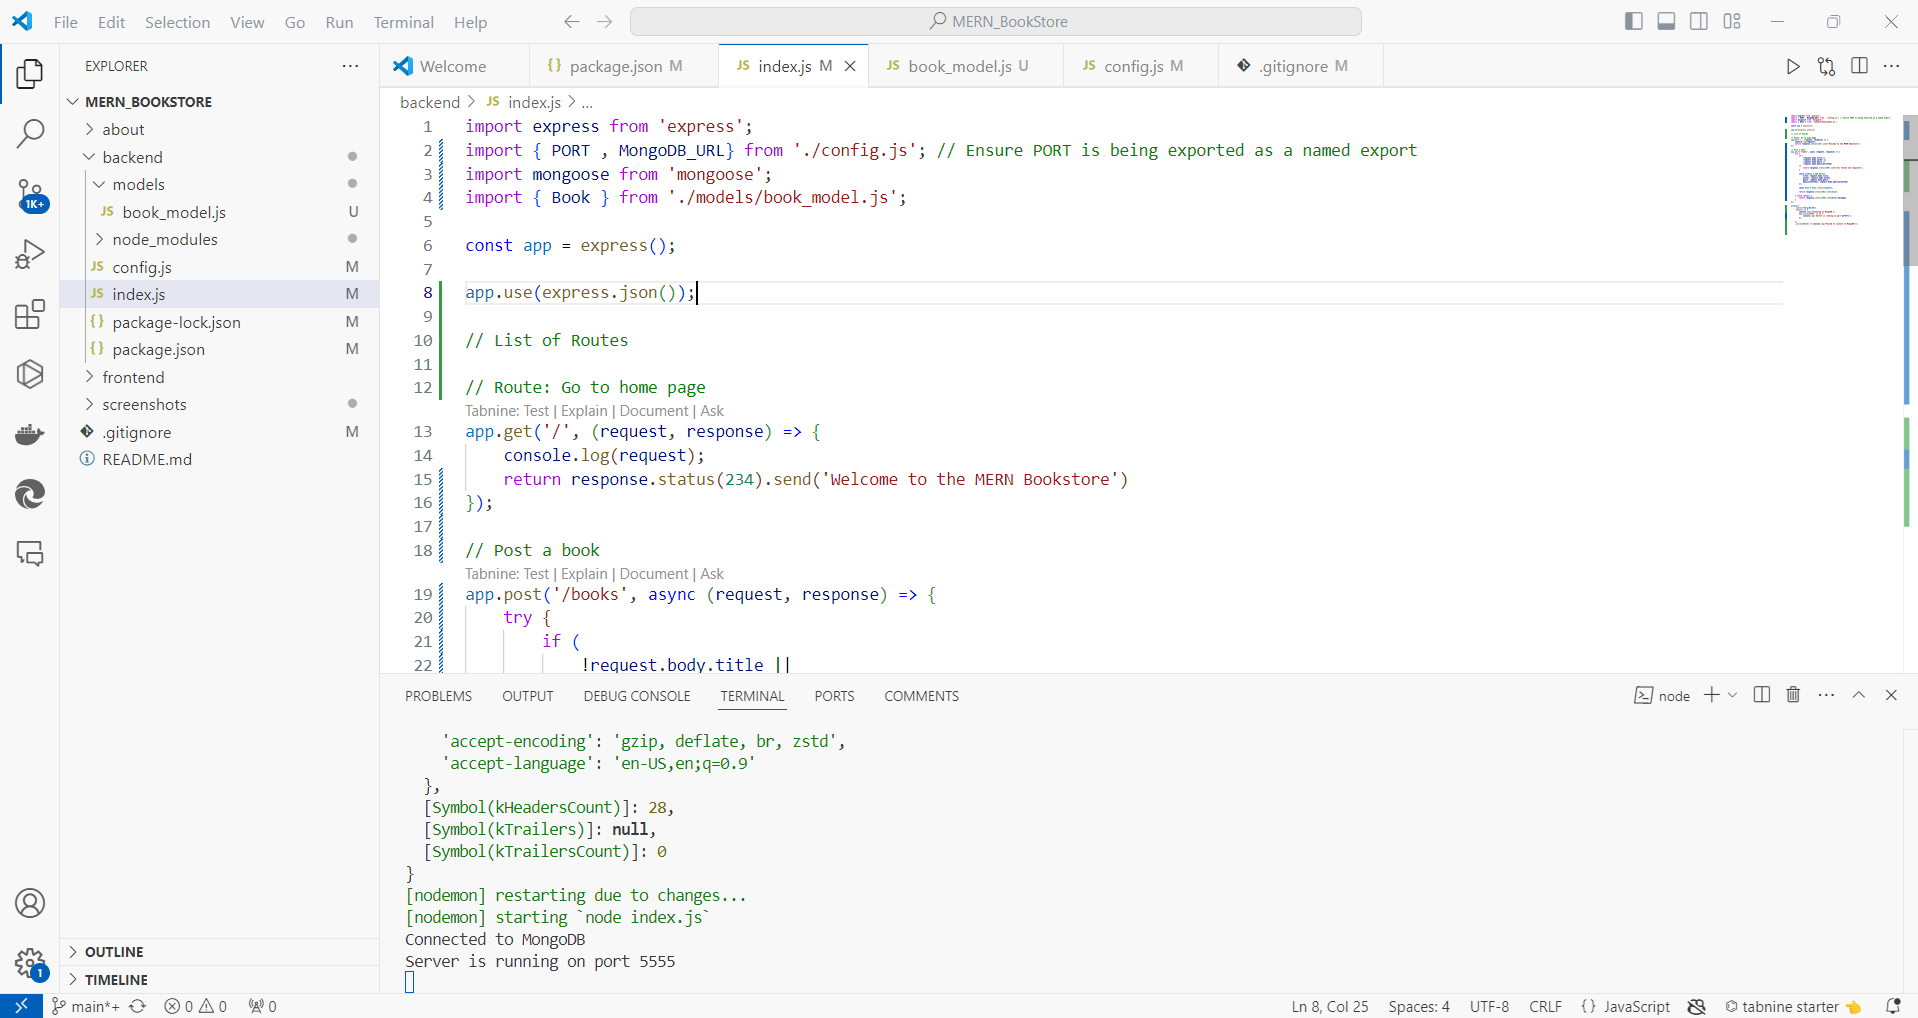 File Edit Selection View Go Run Terminal Help
MERN_BookStore
EXPLORER
MERN_BOOKSTORE
about
backend
models
JS book_model.js U
node_modules
JS config.js M
JS index.js M
{} package-lock.json M
{} package.json M
frontend
screenshots
.gitignore M
README.md
OUTLINE
TIMELINE
1K+
1
Welcome
{} package.json M
JS index.js M
JS book_model.js U
JS config.js M
.gitignore M
backend > JS index.js > ...
1 import express from 'express';
2 import { PORT , MongoDB_URL} from './config.js'; // Ensure PORT is being exported as a named export
3 import mongoose from 'mongoose';
4 import { Book } from './models/book_model.js';
5
6 const app = express();
7
8 app.use(express.json());
9
10 // List of Routes
11
12 // Route: Go to home page
Tabnine: Test | Explain | Document | Ask
13 app.get('/', (request, response) => {
14 console.log(request);
15 return response.status(234).send('Welcome to the MERN Bookstore')
16 });
17
18 // Post a book
Tabnine: Test | Explain | Document | Ask
19 app.post('/books', async (request, response) => {
20 try {
21 if (
22 !request.body.title ||
PROBLEMS OUTPUT DEBUG CONSOLE TERMINAL PORTS COMMENTS
node
'accept-encoding': 'gzip, deflate, br, zstd',
'accept-language': 'en-US,en;q=0.9'
},
[Symbol(kHeadersCount)]: 28,
[Symbol(kTrailers)]: null,
[Symbol(kTrailersCount)]: 0
}
[nodemon] restarting due to changes...
[nodemon] starting `node index.js`
Connected to MongoDB
Server is running on port 5555
main*+ 0 0 0
Ln 8, Col 25 Spaces: 4 UTF-8 CRLF {} JavaScript tabnine starter